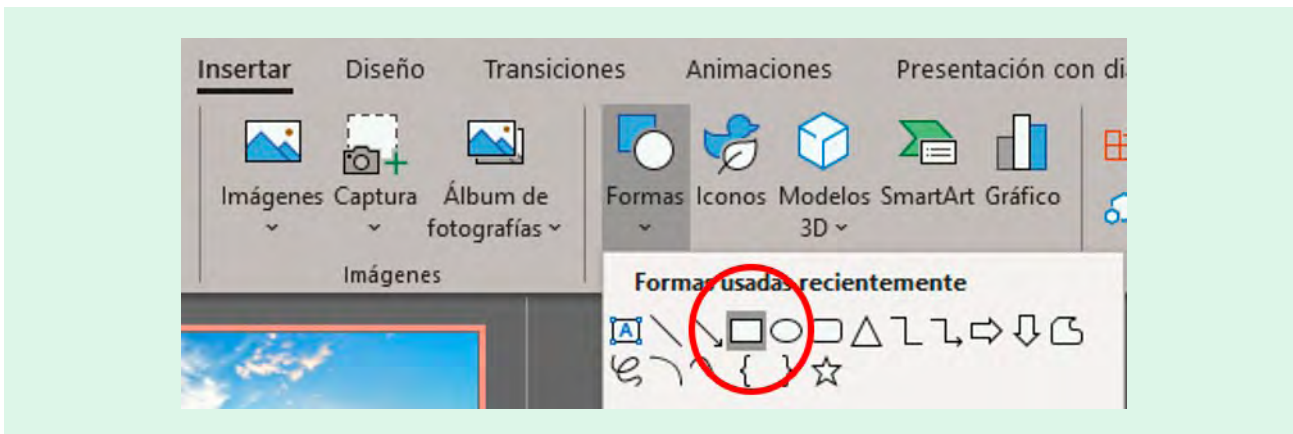 Insertar Diseño Transiciones Animaciones Presentación con di
Imágenes Captura Álbum de fotografías Formas Iconos Modelos 3D SmartArt Gráfico
Imágenes
Formas usadas recientemente
A